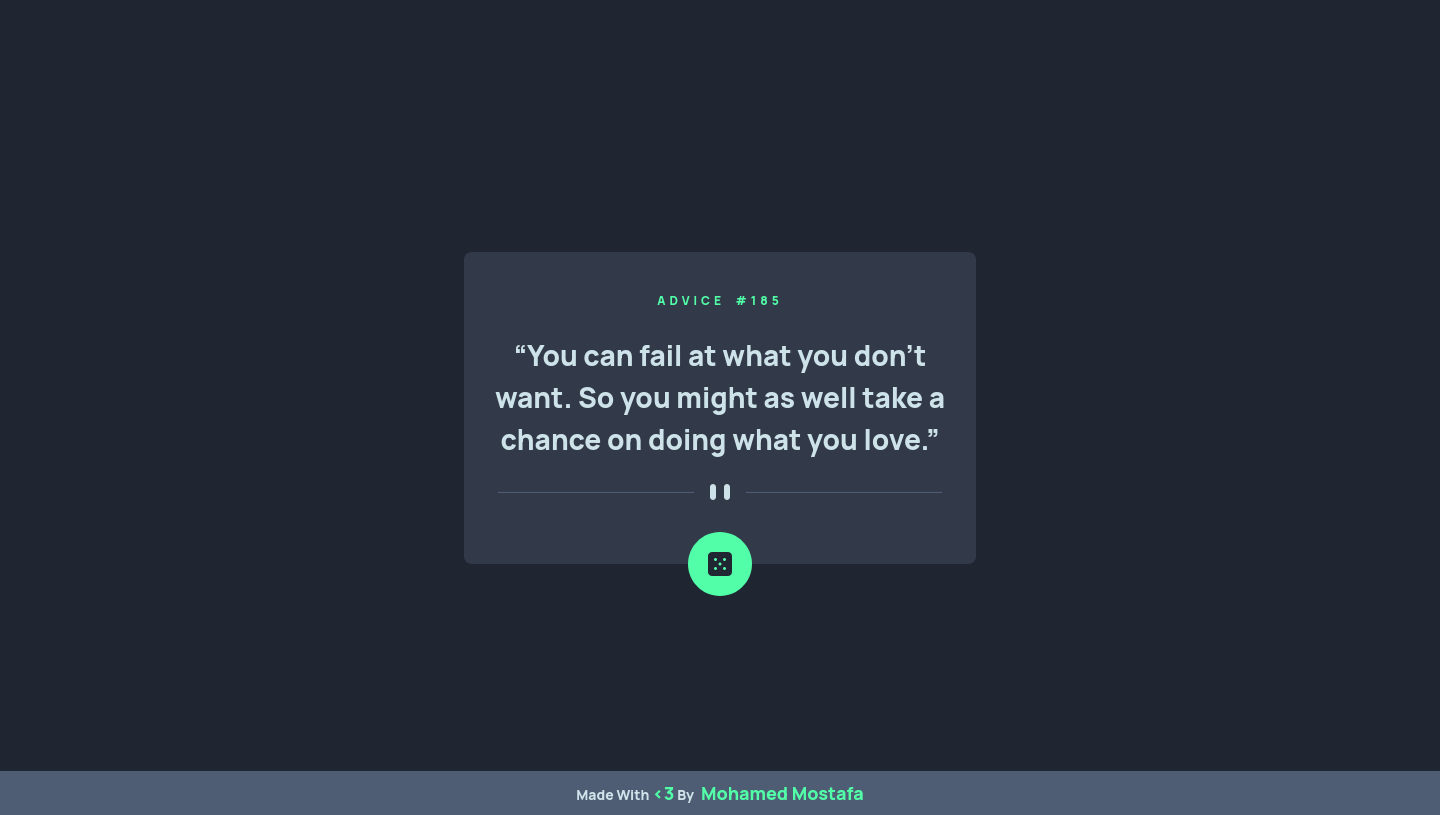 ADVICE #185
“You can fail at what you don’t
want. So you might as well take a
chance on doing what you love.”
Made With <3 By Mohamed Mostafa